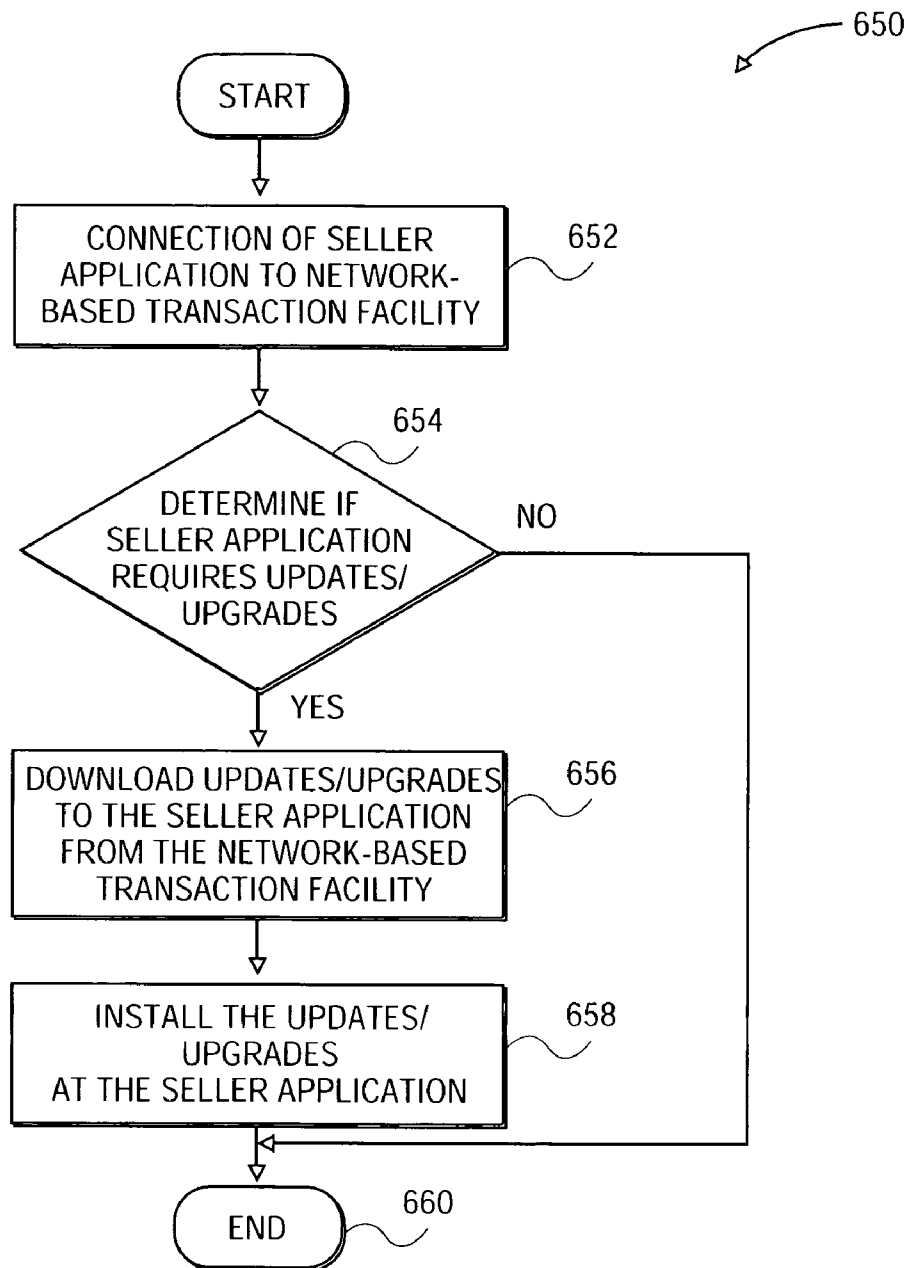 650
START
CONNECTION OF SELLER
APPLICATION TO NETWORK-
BASED TRANSACTION FACILITY
652
654
DETERMINE IF
SELLER APPLICATION
REQUIRES UPDATES/
UPGRADES
NO
YES
DOWNLOAD UPDATES/UPGRADES
TO THE SELLER APPLICATION
FROM THE NETWORK-BASED
TRANSACTION FACILITY
656
INSTALL THE UPDATES/
UPGRADES
AT THE SELLER APPLICATION
658
END
660